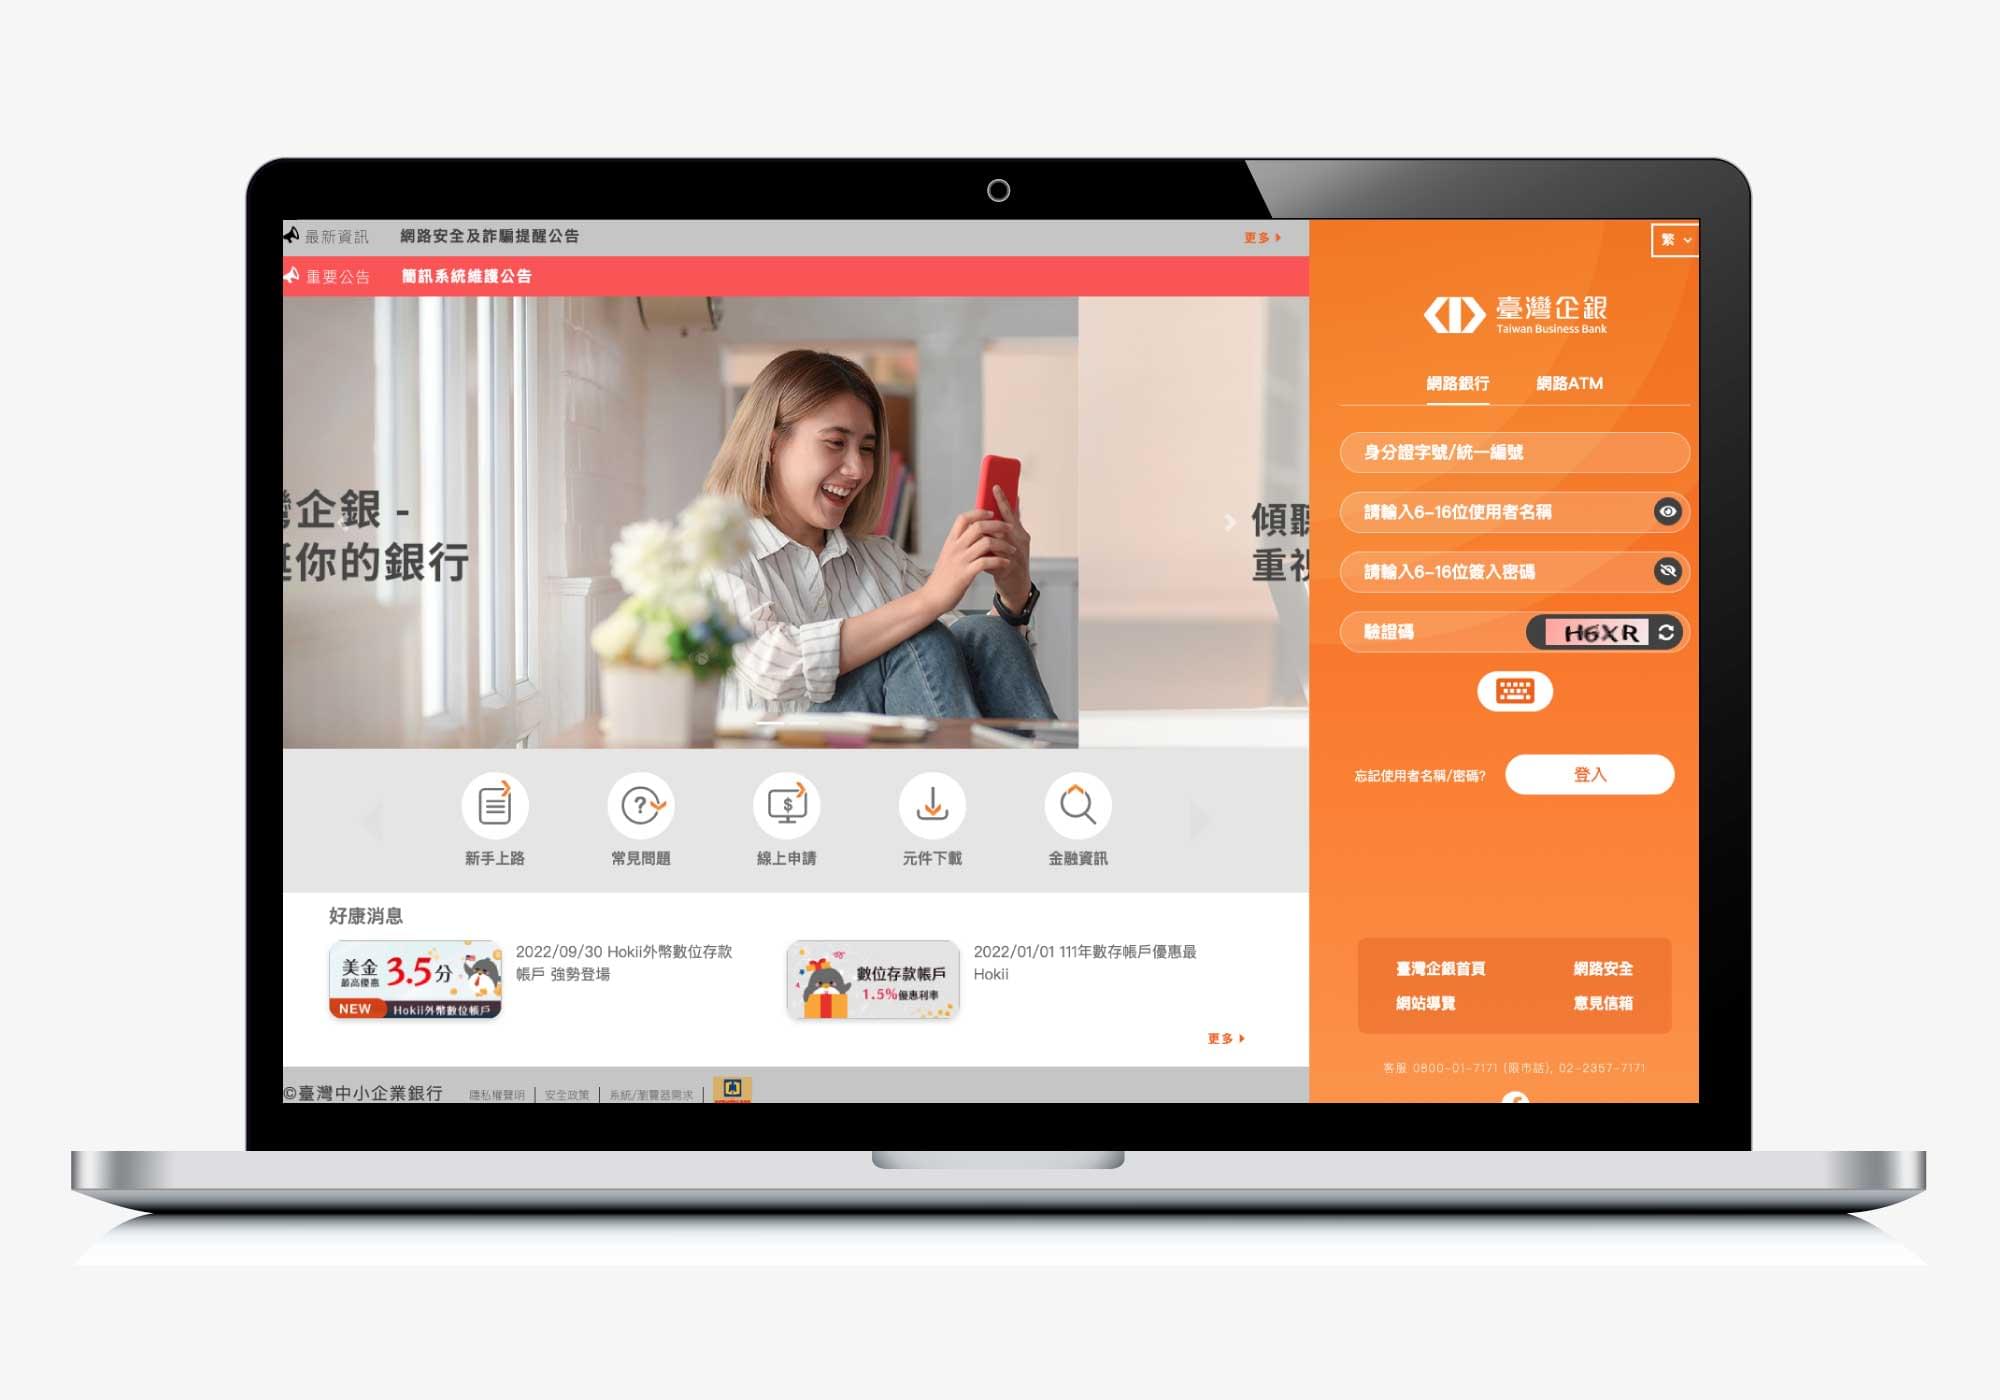 最新資訊 網路安全及詐騙提醒公告 更多
重要公告 簡訊系統維護公告
企銀 -
你的銀行
傾聽
重視
新手上路
常見問題
線上申請
元件下載
金融資訊
好康消息
美金
最高優惠
3.5分
NEW Hokii外幣數位帳戶
2022/09/30 Hokii外幣數位存款
帳戶 強勢登場
數位存款帳戶
1.5%優惠利率
2022/01/01 111年數存帳戶優惠最
Hokii
更多
©臺灣中小企業銀行 隱私權聲明 | 安全政策 | 系統/瀏覽器需求 |
繁
臺灣企銀
Taiwan Business Bank
網路銀行 網路ATM
身分證字號/統一編號
請輸入6-16位使用者名稱
請輸入6-16位簽入密碼
驗證碼 H6XR
忘記使用者名稱/密碼? 登入
臺灣企銀首頁 網路安全
網站導覽 意見信箱
客服 0800-01-7171 (限市話), 02-2357-7171